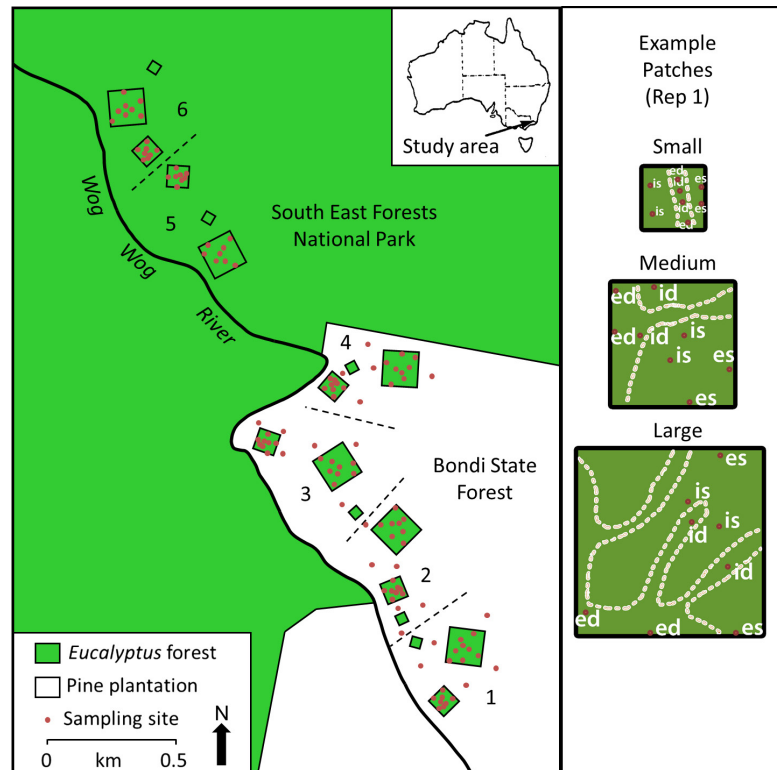 Study area
6
5
South East Forests
National Park
Wog
Wog
River
4
3
Bondi State
Forest
2
1
Eucalyptus forest
Pine plantation
Sampling site
N
km
0
0.5
Example
Patches
(Rep 1)
Small
ed
is
id
es
is
id
es
ed
Medium
ed
id
ed
id
is
is
es
es
Large
es
is
id
is
id
ed
ed
es